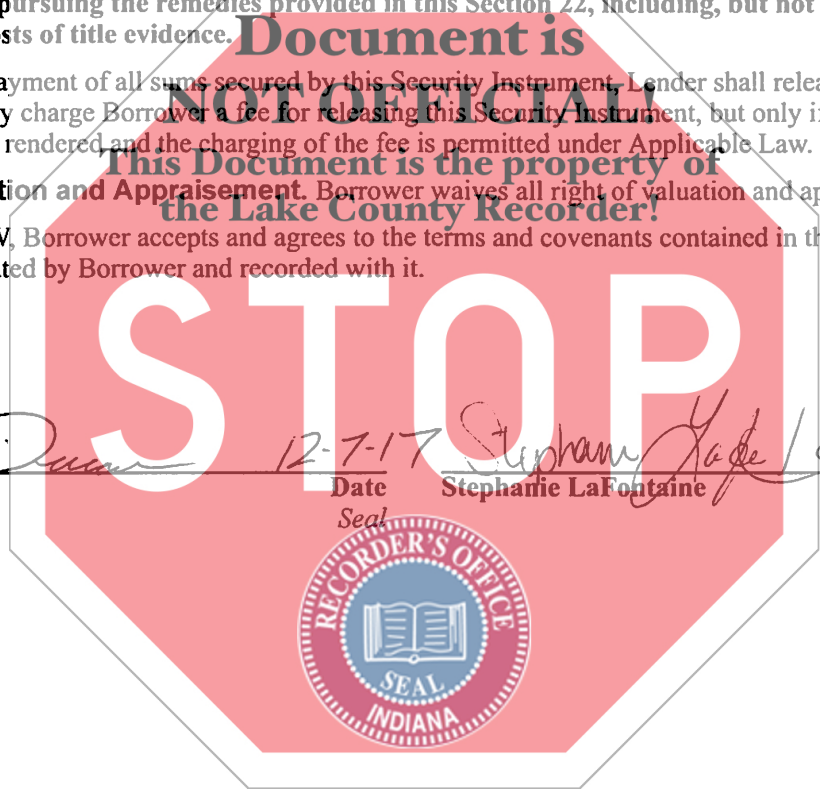 pursuing the remedies provided in this Section 22, including, but not
sts of title evidence.
Document is
ayment of all sums secured by this Security Instrument, Lender shall relea
NOT OFFICIAL!
y charge Borrower a fee for releasing this Security Instrument, but only i
rendered and the charging of the fee is permitted under Applicable Law.
This Document is the property of
tion and Appraisement. Borrower waives all right of valuation and ap
the Lake County Recorder!
, Borrower accepts and agrees to the terms and covenants contained in th
ted by Borrower and recorded with it.
STOP
12-7-17
Date
Stephanie LaFontaine
Seal
RECORDER'S OFFICE
SEAL
INDIANA